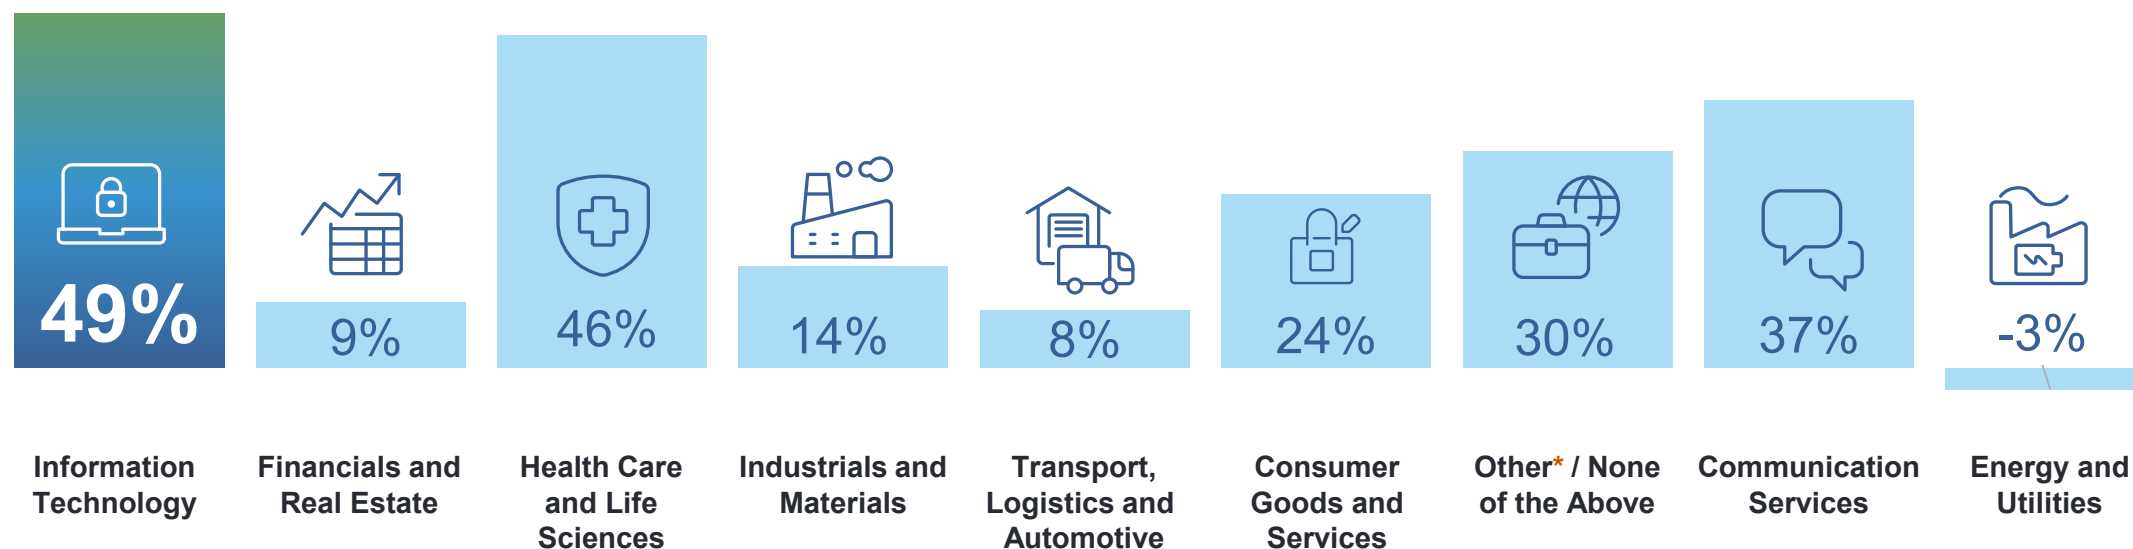 49%
9%
46%
14%
8%
24%
30%
37%
-3%
Information
Technology
Financials and
Real Estate
Health Care
and Life
Sciences
Industrials and
Materials
Transport,
Logistics and
Automotive
Consumer
Goods and
Services
Other* / None
of the Above
Communication
Services
Energy and
Utilities